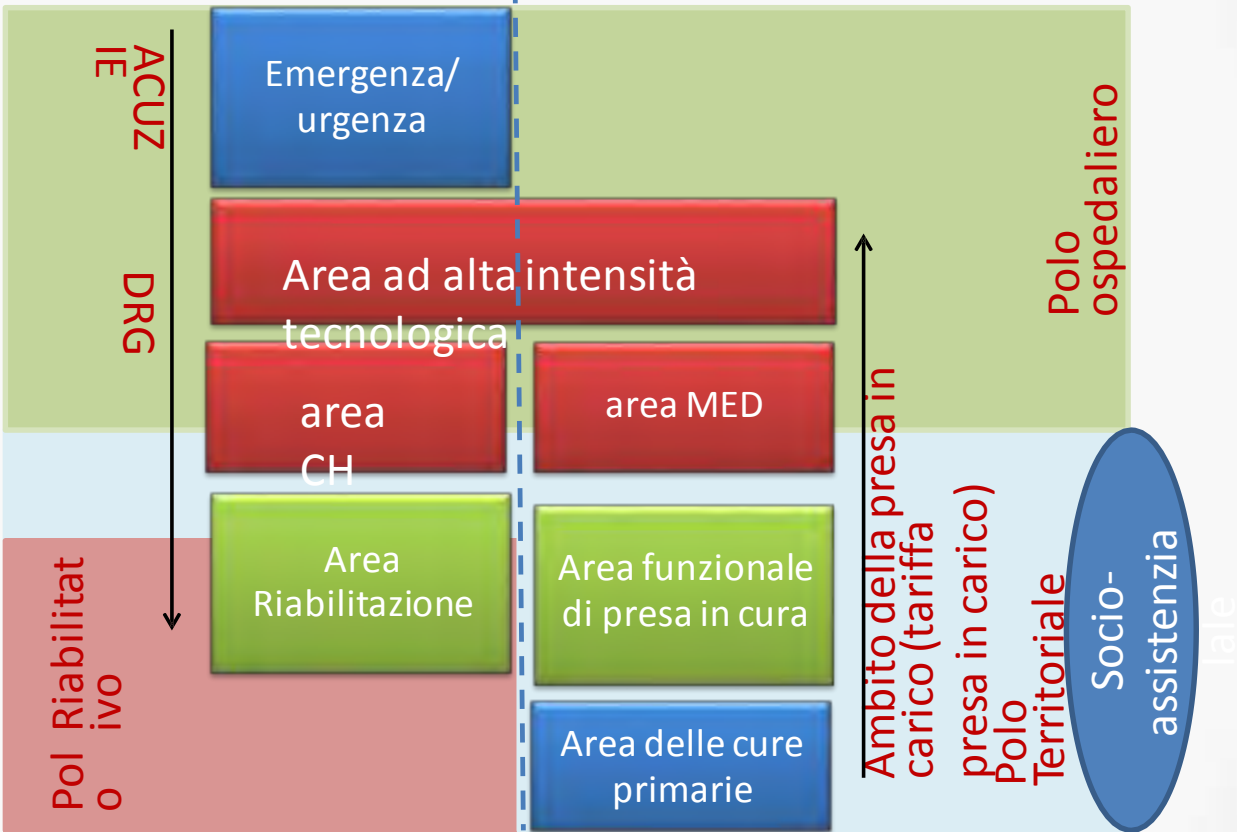 ACUZ
IE
DRG
Emergenza/
urgenza
Area ad alta intensità
tecnologica
area
CH
area MED
Polo
ospedaliero
Area
Riabilitazione
Area funzionale
di presa in cura
Area delle cure
primarie
Pol Riabilitat
o ivo
Ambito della presa in
carico (tariffa
presa in carico)
Polo
Territoriale
Socio-
assistenzia
lale